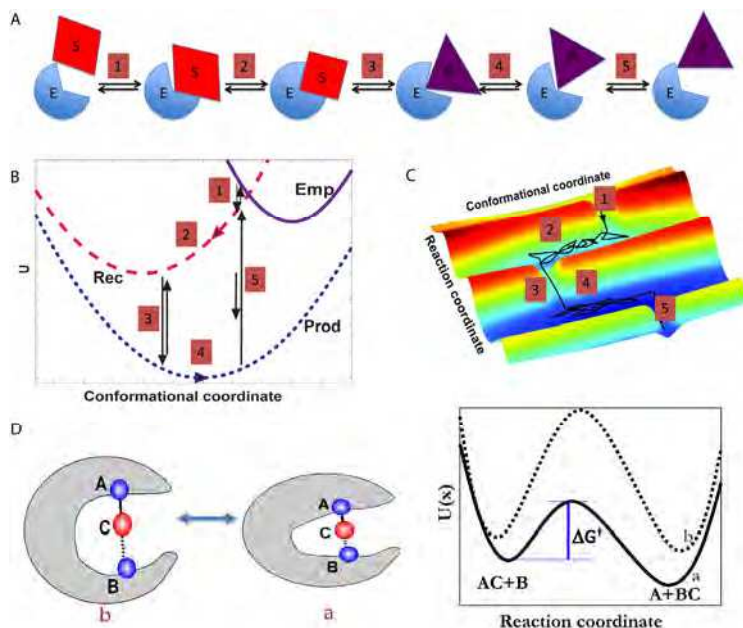 A
S
1
S
2
S
3
4
5
E
E
E
E
E
E
B
1
Emp
2
Rec
5
3
Prod
4
U
Conformational coordinate
C
Conformational coordinate
1
2
3
4
5
Reaction coordinate
D
A
C
B
b
A
C
B
a
U(x)
ΔG†
b
a
AC+B
A+BC
Reaction coordinate